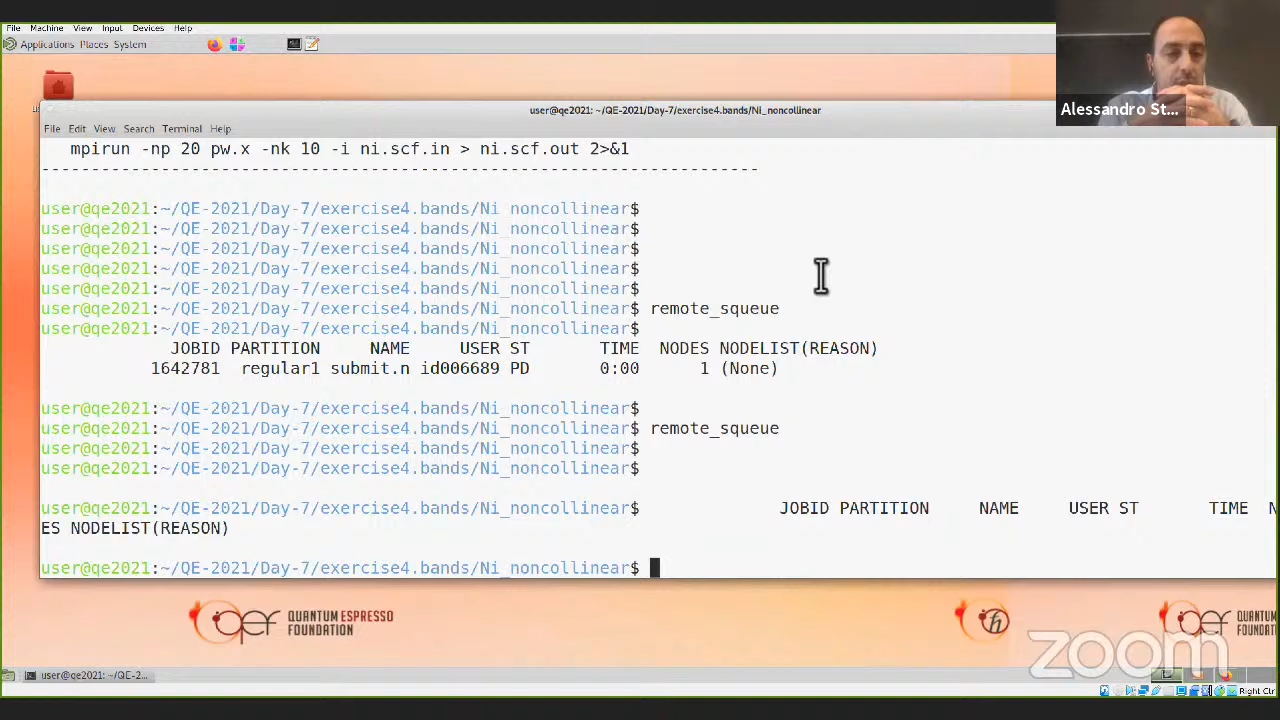 File Machine View Input Devices Help
Applications Places System
Alessandro St...
user@qe2021: ~/QE-2021/Day-7/exercise4.bands/Ni_noncollinear
File Edit View Search Terminal Help
mpirun -np 20 pw.x -nk 10 -i ni.scf.in > ni.scf.out 2>&1
---------------------------------------------------------------------
user@qe2021:~/QE-2021/Day-7/exercise4.bands/Ni_noncollinear$
user@qe2021:~/QE-2021/Day-7/exercise4.bands/Ni_noncollinear$
user@qe2021:~/QE-2021/Day-7/exercise4.bands/Ni_noncollinear$
user@qe2021:~/QE-2021/Day-7/exercise4.bands/Ni_noncollinear$
user@qe2021:~/QE-2021/Day-7/exercise4.bands/Ni_noncollinear$
user@qe2021:~/QE-2021/Day-7/exercise4.bands/Ni_noncollinear$ remote_squeue
user@qe2021:~/QE-2021/Day-7/exercise4.bands/Ni_noncollinear$
JOBID PARTITION NAME USER ST TIME NODES NODELIST(REASON)
1642781 regular1 submit.n id006689 PD 0:00 1 (None)
user@qe2021:~/QE-2021/Day-7/exercise4.bands/Ni_noncollinear$
user@qe2021:~/QE-2021/Day-7/exercise4.bands/Ni_noncollinear$ remote_squeue
user@qe2021:~/QE-2021/Day-7/exercise4.bands/Ni_noncollinear$
user@qe2021:~/QE-2021/Day-7/exercise4.bands/Ni_noncollinear$
user@qe2021:~/QE-2021/Day-7/exercise4.bands/Ni_noncollinear$ JOBID PARTITION NAME USER ST TIME N
ES NODELIST(REASON)
user@qe2021:~/QE-2021/Day-7/exercise4.bands/Ni_noncollinear$
qef QUANTUM ESPRESSO
FOUNDATION
ħ
qef QUANTUM
FOUNDAT
zoom
user@qe2021: ~/QE-2...
Right Ctr